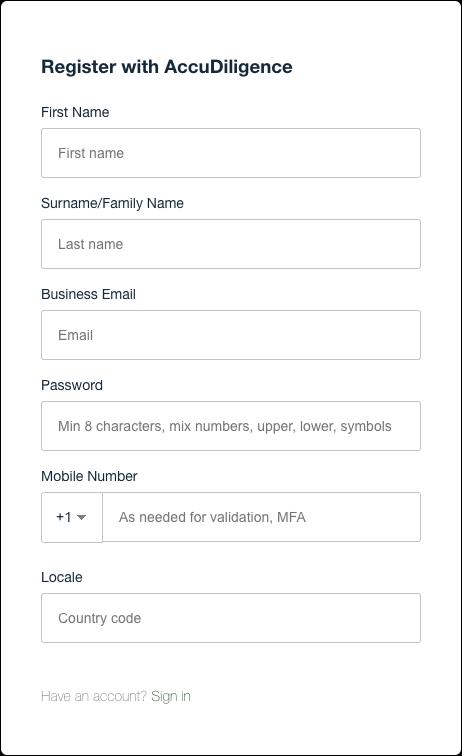 Register with AccuDiligence
First Name
First name
Surname/Family Name
Last name
Business Email
Email
Password
Min 8 characters, mix numbers, upper, lower, symbols
Mobile Number
+1 As needed for validation, MFA
Locale
Country code
Have an account? Sign in